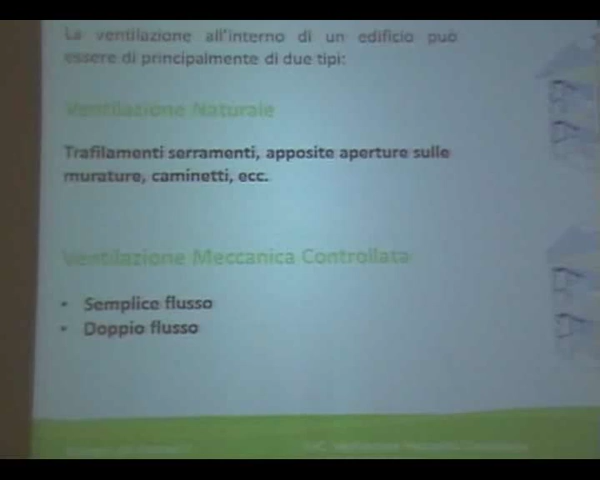 La ventilazione all'interno di un edificio può
essere di principalmente di due tipi:
Ventilazione Naturale
Trafilamenti serramenti, apposite aperture sulle
murature, caminetti, ecc.
Ventilazione Meccanica Controllata
• Semplice flusso
• Doppio flusso